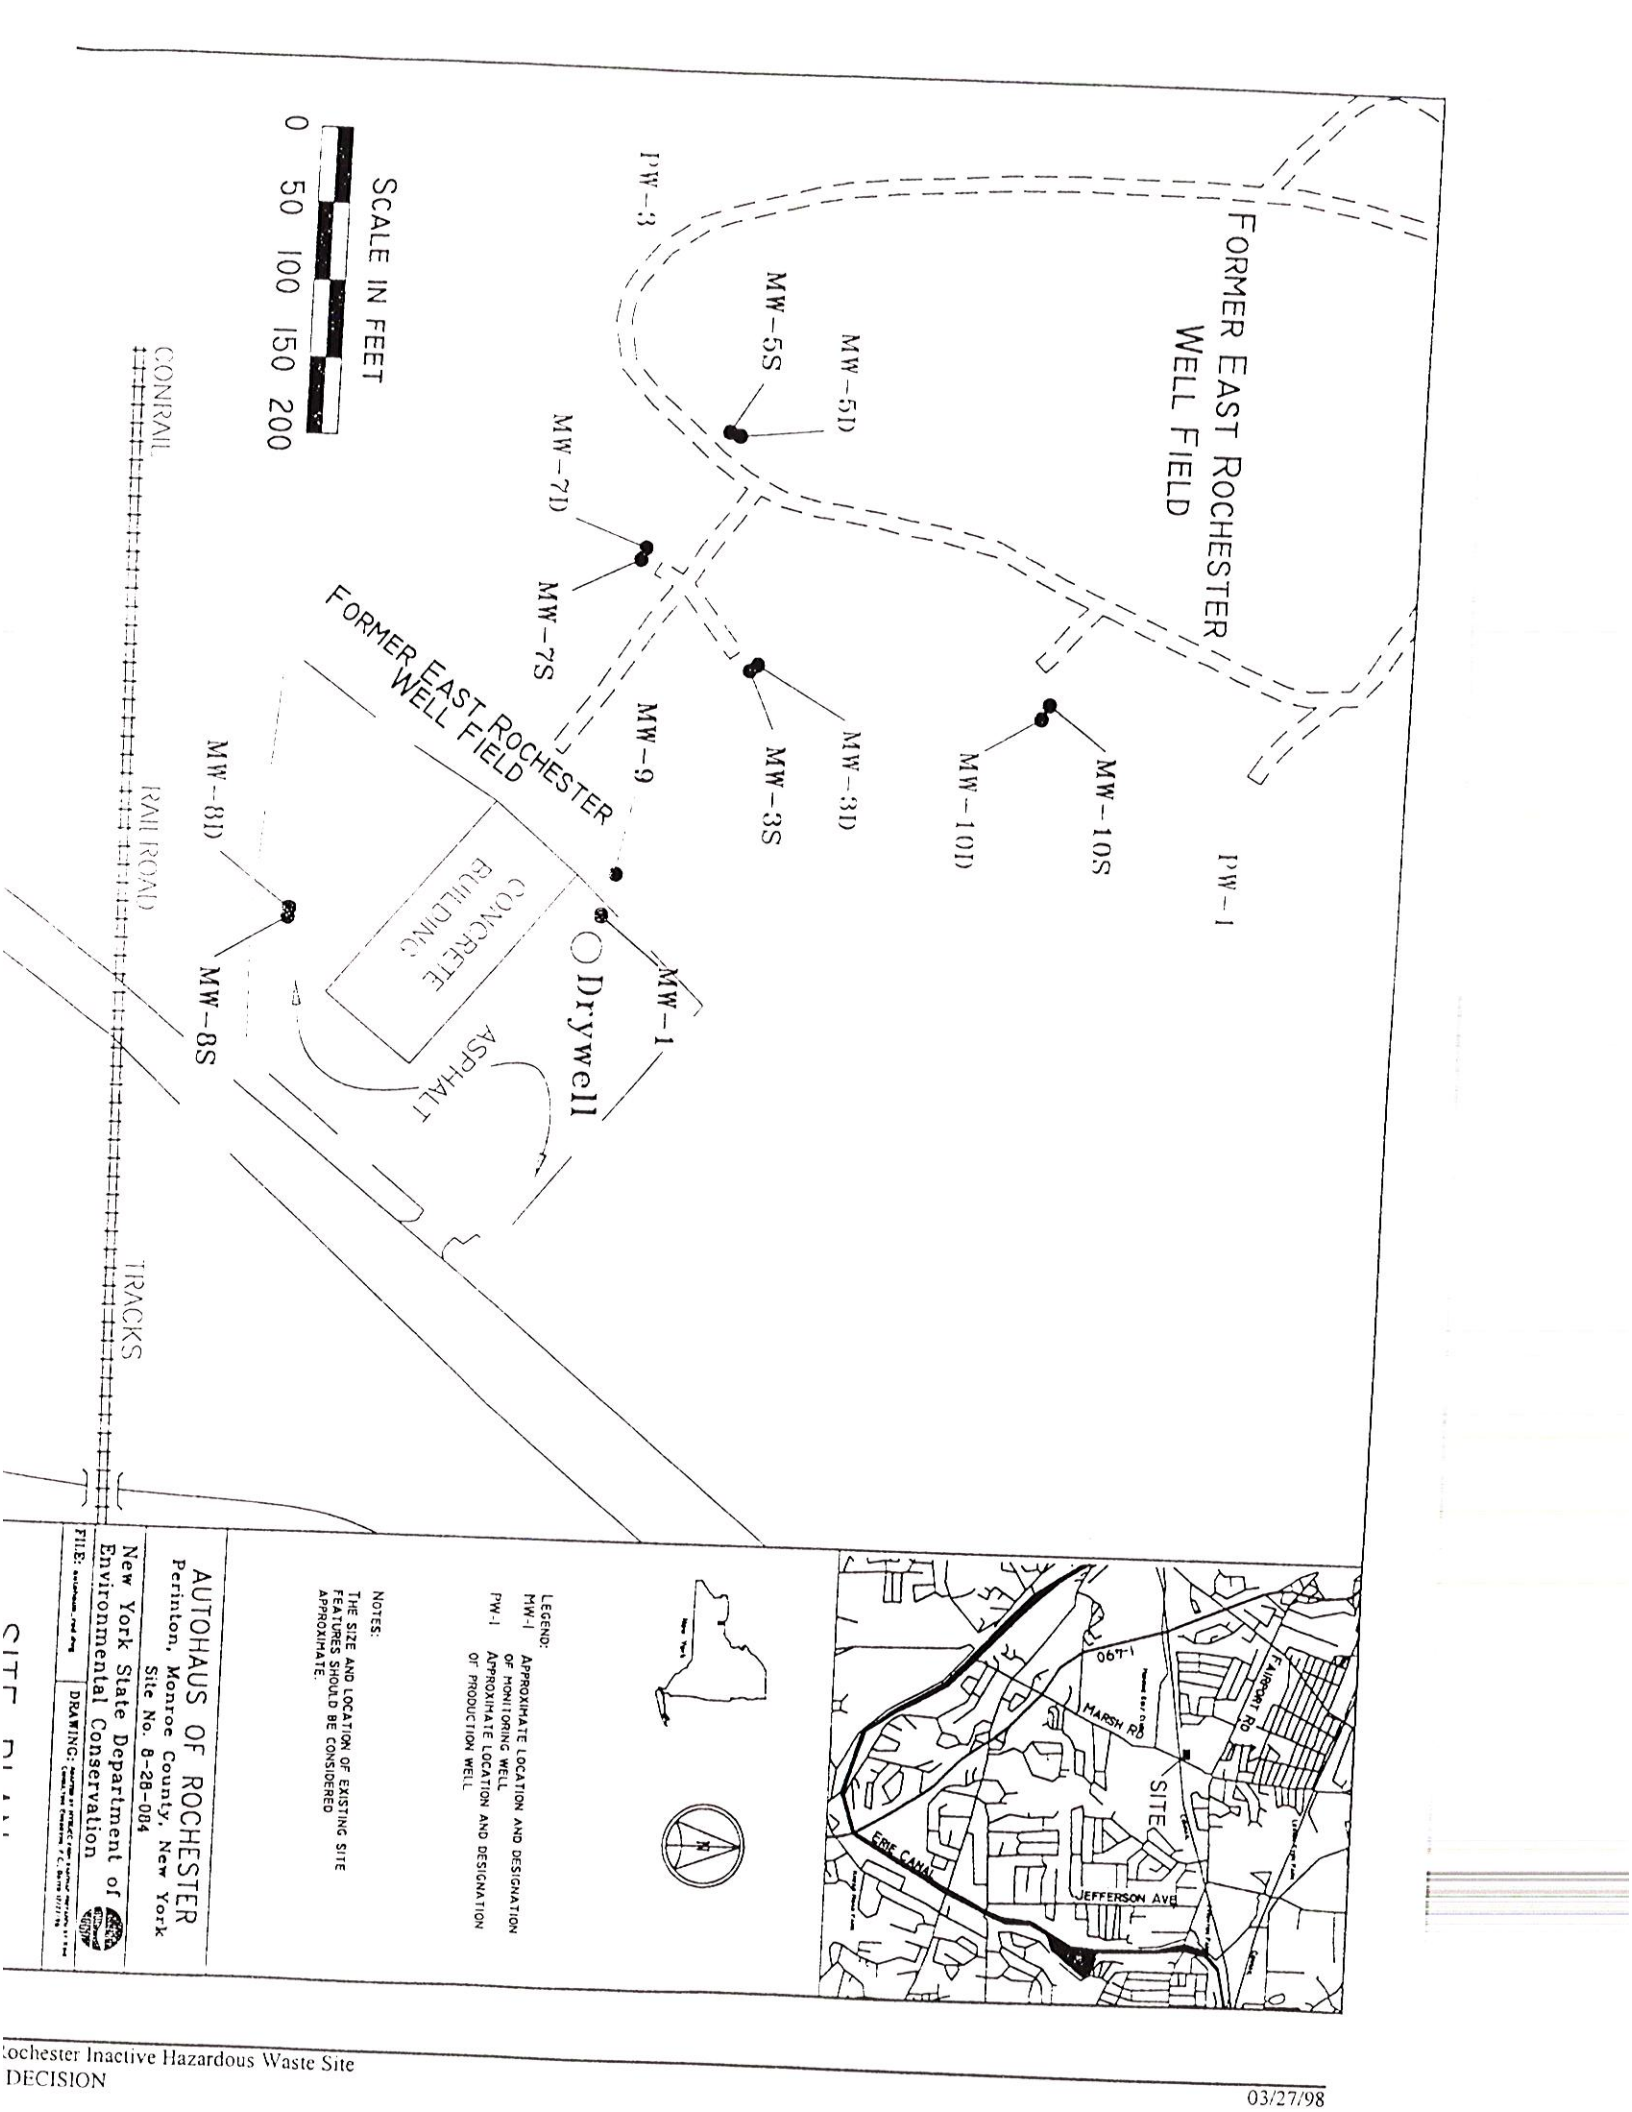 FORMER EAST ROCHESTER
WELL FIELD
PW-1
MW-10S
MW-10D
MW-5D
MW-5S
MW-3D
MW-3S
PW-3
MW-9
MW-1
MW-7D
MW-7S
Drywell
FORMER EAST ROCHESTER
WELL FIELD
CONCRETE
BUILDING
ASPHALT
SCALE IN FEET
0 50 100 150 200
MW-8D
MW-8S
CONRAIL RAILROAD TRACKS
FAIRPORT RD
MARSH RD
I-490
SITE
JEFFERSON AVE
ERIE CANAL
New York
N
LEGEND:
MW-1 APPROXIMATE LOCATION AND DESIGNATION
OF MONITORING WELL
PW-1 APPROXIMATE LOCATION AND DESIGNATION
OF PRODUCTION WELL
NOTES:
THE SIZE AND LOCATION OF EXISTING SITE
FEATURES SHOULD BE CONSIDERED
APPROXIMATE.
AUTOHAUS OF ROCHESTER
Perinton, Monroe County, New York
Site No. 8-28-084
New York State Department of
Environmental Conservation
FILE:
DRAWING:
SITE PLAN
ochester Inactive Hazardous Waste Site
DECISION
03/27/98